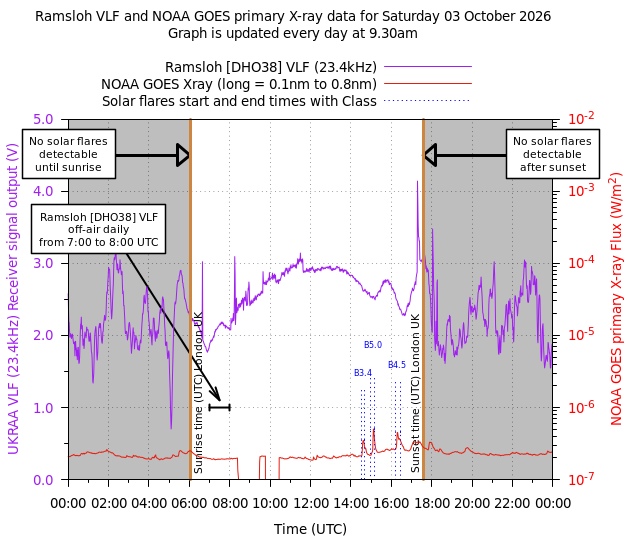 Ramsloh VLF and NOAA GOES primary X-ray data for Saturday 03 October 2026
Graph is updated every day at 9.30am
Ramsloh [DHO38] VLF (23.4kHz)
NOAA GOES Xray (long = 0.1nm to 0.8nm)
Solar flares start and end times with Class
5.0
4.0
3.0
2.0
1.0
0.0
UKRAA VLF (23.4kHz) Receiver signal output (V)
No solar flares
detectable
until sunrise
No solar flares
detectable
after sunset
Ramsloh [DHO38] VLF
off-air daily
from 7:00 to 8:00 UTC
Sunrise time (UTC) London UK
B3.4
B5.0
B4.5
Sunset time (UTC) London UK
10⁻²
10⁻³
10⁻⁴
10⁻⁵
10⁻⁶
10⁻⁷
NOAA GOES primary X-ray Flux (W/m²)
00:00 02:00 04:00 06:00 08:00 10:00 12:00 14:00 16:00 18:00 20:00 22:00 00:00
Time (UTC)